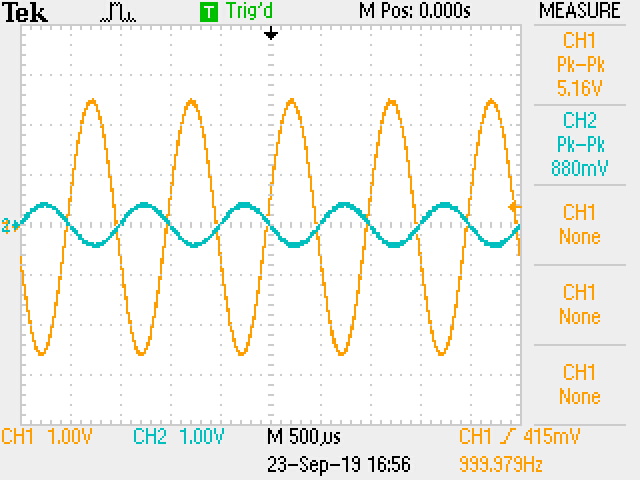 Tek T Trig'd M Pos: 0.000s MEASURE
CH1
Pk-Pk
5.16V
CH2
Pk-Pk
880mV
CH1
None
CH1
None
CH1
None
2
CH1 1.00V CH2 1.00V M 500µs CH1 415mV
23-Sep-19 16:56 999.979Hz